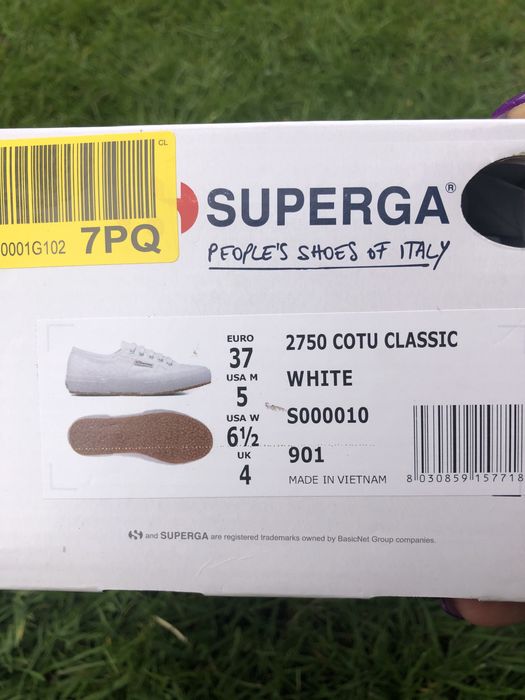 CL
0001G102 7PQ
SUPERGA®
PEOPLE'S SHOES OF ITALY
EURO
37
USA M
5
USA W
6½
UK
4
2750 COTU CLASSIC
WHITE
S000010
901
MADE IN VIETNAM
8 030859 157718
and SUPERGA are registered trademarks owned by BasicNet Group companies.